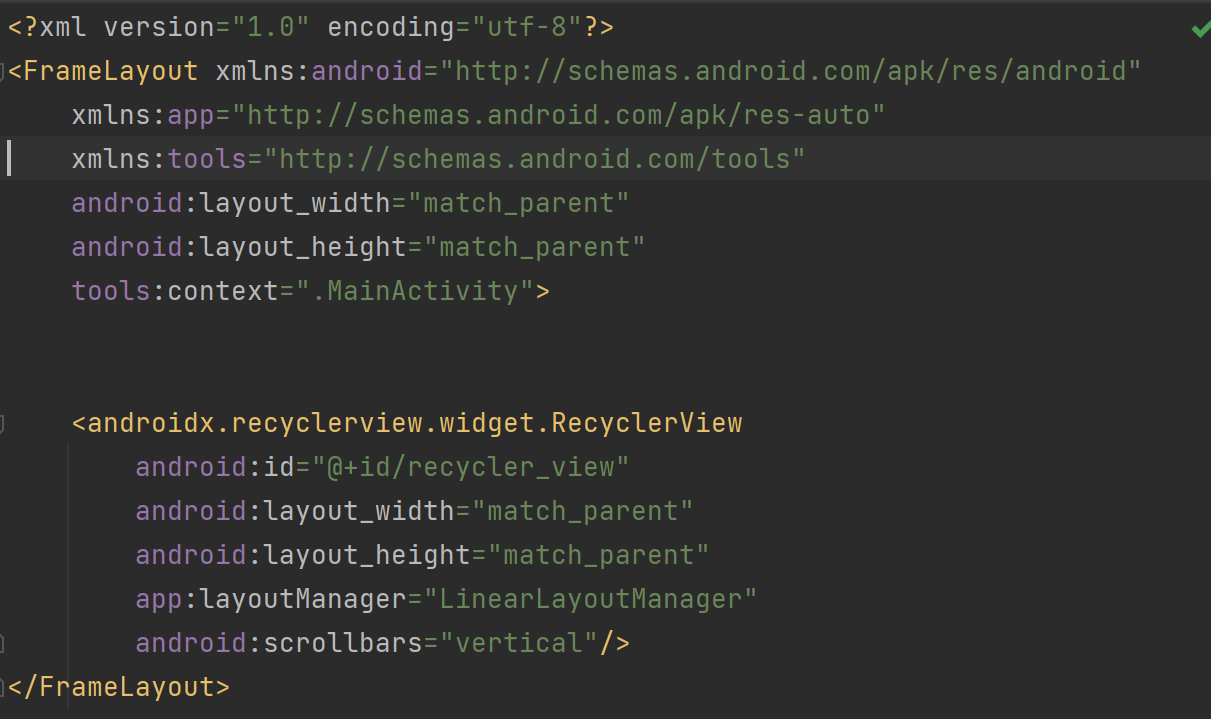 <?xml version="1.0" encoding="utf-8"?>
<FrameLayout xmlns:android="http://schemas.android.com/apk/res/android"
    xmlns:app="http://schemas.android.com/apk/res-auto"
    xmlns:tools="http://schemas.android.com/tools"
    android:layout_width="match_parent"
    android:layout_height="match_parent"
    tools:context=".MainActivity">
    <androidx.recyclerview.widget.RecyclerView
        android:id="@+id/recycler_view"
        android:layout_width="match_parent"
        android:layout_height="match_parent"
        app:layoutManager="LinearLayoutManager"
        android:scrollbars="vertical"/>
</FrameLayout>